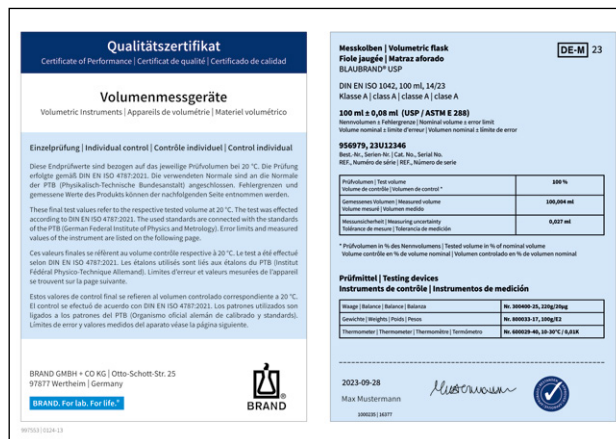 Qualitätszertifikat
Certificate of Performance | Certificat de qualité | Certificado de calidad
Volumenmessgeräte
Volumetric Instruments | Appareils de volumétrie | Materiel volumétrico
Einzelprüfung | Individual control | Contrôle individuel | Control individual
Diese Endprüfwerte sind bezogen auf das jeweilige Prüfvolumen bei 20 °C. Die Prüfung
erfolgte gemäß DIN EN ISO 4787:2021. Die verwendeten Normale sind an die Normale
der PTB (Physikalisch-Technische Bundesanstalt) angeschlossen. Fehlergrenzen und
gemessene Werte des Produkts können der nachfolgenden Seite entnommen werden.
These final test values refer to the respective tested volume at 20 °C. The test was effected
according to DIN EN ISO 4787:2021. The used standards are connected with the standards
of the PTB (German Federal Institute of Physics and Metrology). Error limits and measured
values of the instrument are listed on the following page.
Ces valeurs finales se réfèrent au volume contrôle respective à 20 °C. Le test a été effectué
selon DIN EN ISO 4787:2021. Les étalons utilisés sont liés aux étalons du PTB (Institut
Fédéral Physico-Technique Allemand). Limites d'erreur et valeurs mesurées de l'appareil
se trouvent sur la page suivante.
Estos valores de control final se refieren al volumen controlado correspondiente a 20 °C.
El control se efectuó de acuerdo con DIN EN ISO 4787:2021. Los patrones utilizados son
ligados a los patrones del PTB (Organismo oficial alemán de calibrado y standards).
Límites de error y valores medidos del aparato véase la página siguiente.
BRAND GMBH + CO KG | Otto-Schott-Str. 25
97877 Wertheim | Germany
BRAND. For lab. For life.®
BRAND
997553 | 0124-13
Messkolben | Volumetric flask
Fiole jaugée | Matraz aforado
BLAUBRAND® USP
DE-M 23
DIN EN ISO 1042, 100 ml, 14/23
Klasse A | class A | classe A | clase A
100 ml ± 0,08 ml (USP / ASTM E 288)
Nennvolumen ± Fehlergrenze | Nominal volume ± error limit
Volume nominal ± limite d'erreur | Volumen nominal ± límite de error
956979, 23U12346
Best.-Nr., Serien-Nr. | Cat. No., Serial No.
REF., Numéro de série | REF., Número de serie
Prüfvolumen | Test volume
Volume de contrôle | Volumen de control *
100 %
Gemessenes Volumen | Measured volume
Volume mesuré | Volumen medido
100,004 ml
Messunsicherheit | Measuring uncertainty
Tolérance de mesure | Tolerancia de medición
0,027 ml
* Prüfvolumen in % des Nennvolumens | Tested volume in % of nominal volume
Volume contrôle en % de volume nominal | Volumen controlado en % de volumen nominal
Prüfmittel | Testing devices
Instruments de contrôle | Instrumentos de medición
Waage | Balance | Balance | Balanza
Nr. 300400-25, 220g/20µg
Gewichte | Weights | Poids | Pesos
Nr. 800033-17, 100g/E2
Thermometer | Thermometer | Thermomètre | Termómetro
Nr. 600029-40, 10-30°C / 0,01K
2023-09-28
Mustermann
Max Mustermann
1000235 | 16377